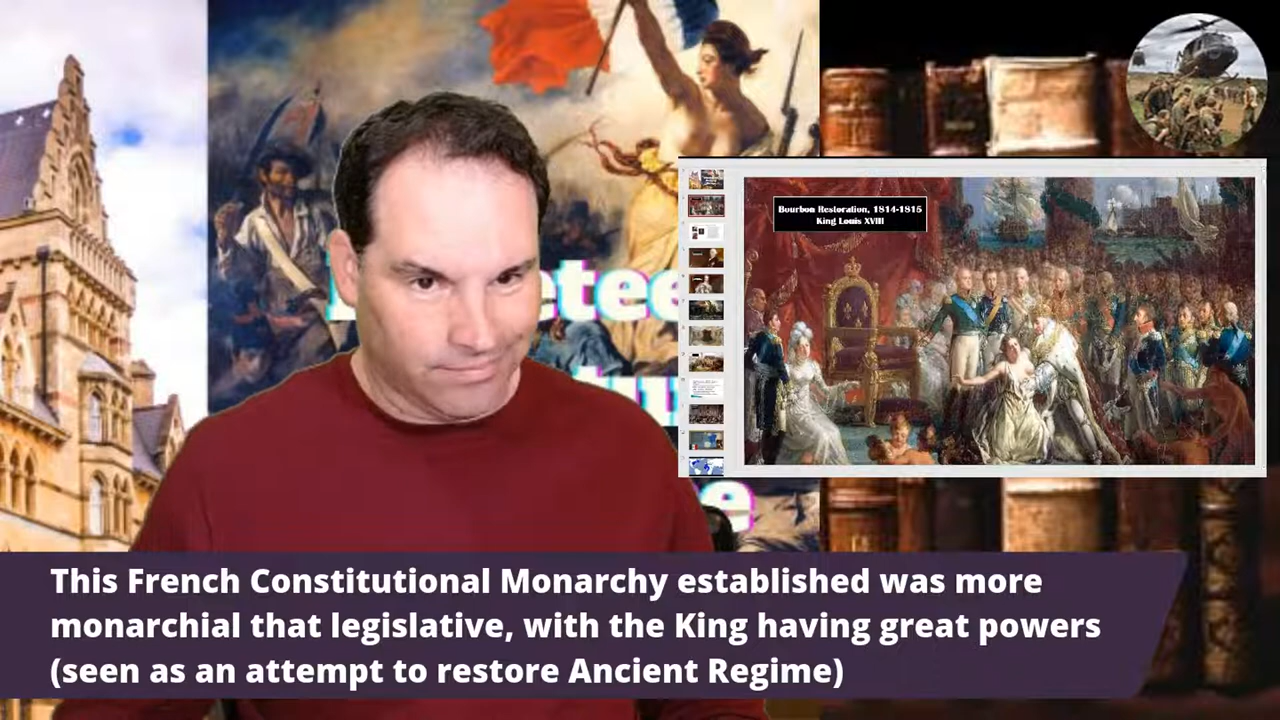 Bourbon Restoration, 1814-1815
King Louis XVIII
This French Constitutional Monarchy established was more
monarchial that legislative, with the King having great powers
(seen as an attempt to restore Ancient Regime)